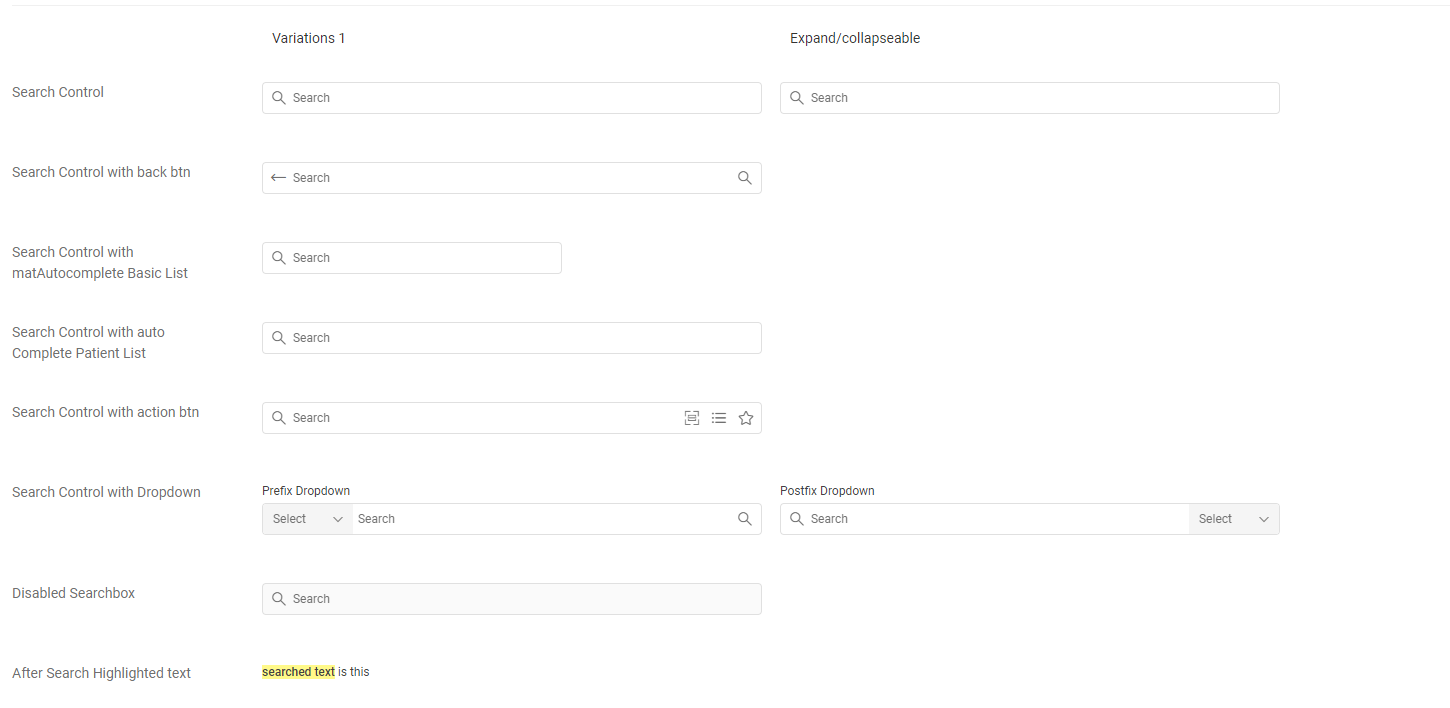 Variations 1
Expand/collapseable
Search Control
Search
Search
Search Control with back btn
Search
Search Control with
matAutocomplete Basic List
Search
Search Control with auto
Complete Patient List
Search
Search Control with action btn
Search
Search Control with Dropdown
Prefix Dropdown
Select
Search
Postfix Dropdown
Search
Select
Disabled Searchbox
Search
After Search Highlighted text
searched text is this